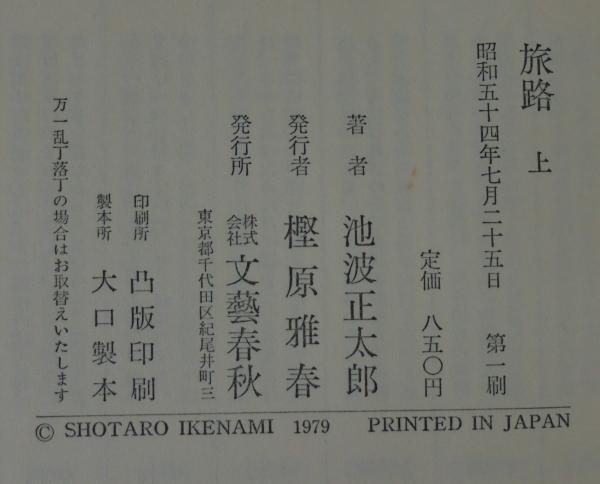 旅路 上
昭和五十四年七月二十五日 第一刷
定価 八五〇円
著者 池波正太郎
発行者 樫原雅春
発行所 株式会社 文藝春秋
東京都千代田区紀尾井町三
印刷所 凸版印刷
製本所 大口製本
万一乱丁落丁の場合はお取替えいたします
© SHOTARO IKENAMI 1979 PRINTED IN JAPAN